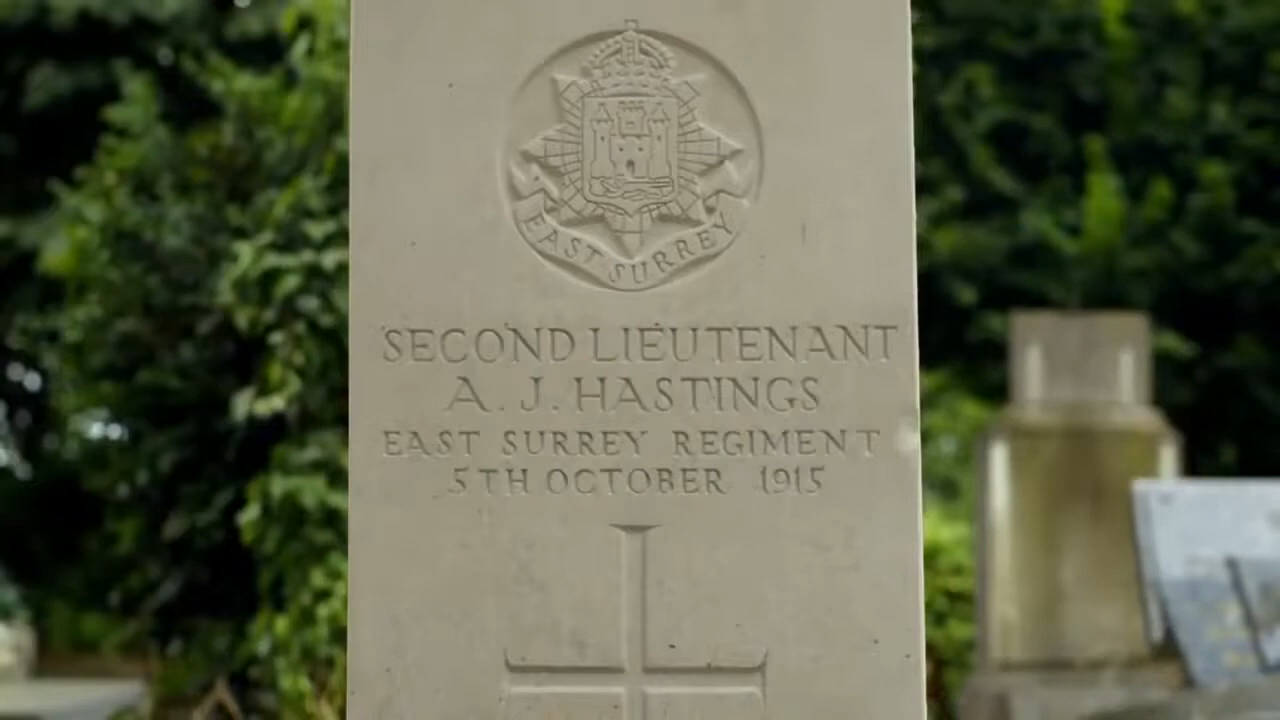 EAST SURREY
SECOND LIEUTENANT
A. J. HASTINGS
EAST SURREY REGIMENT
5TH OCTOBER 1915